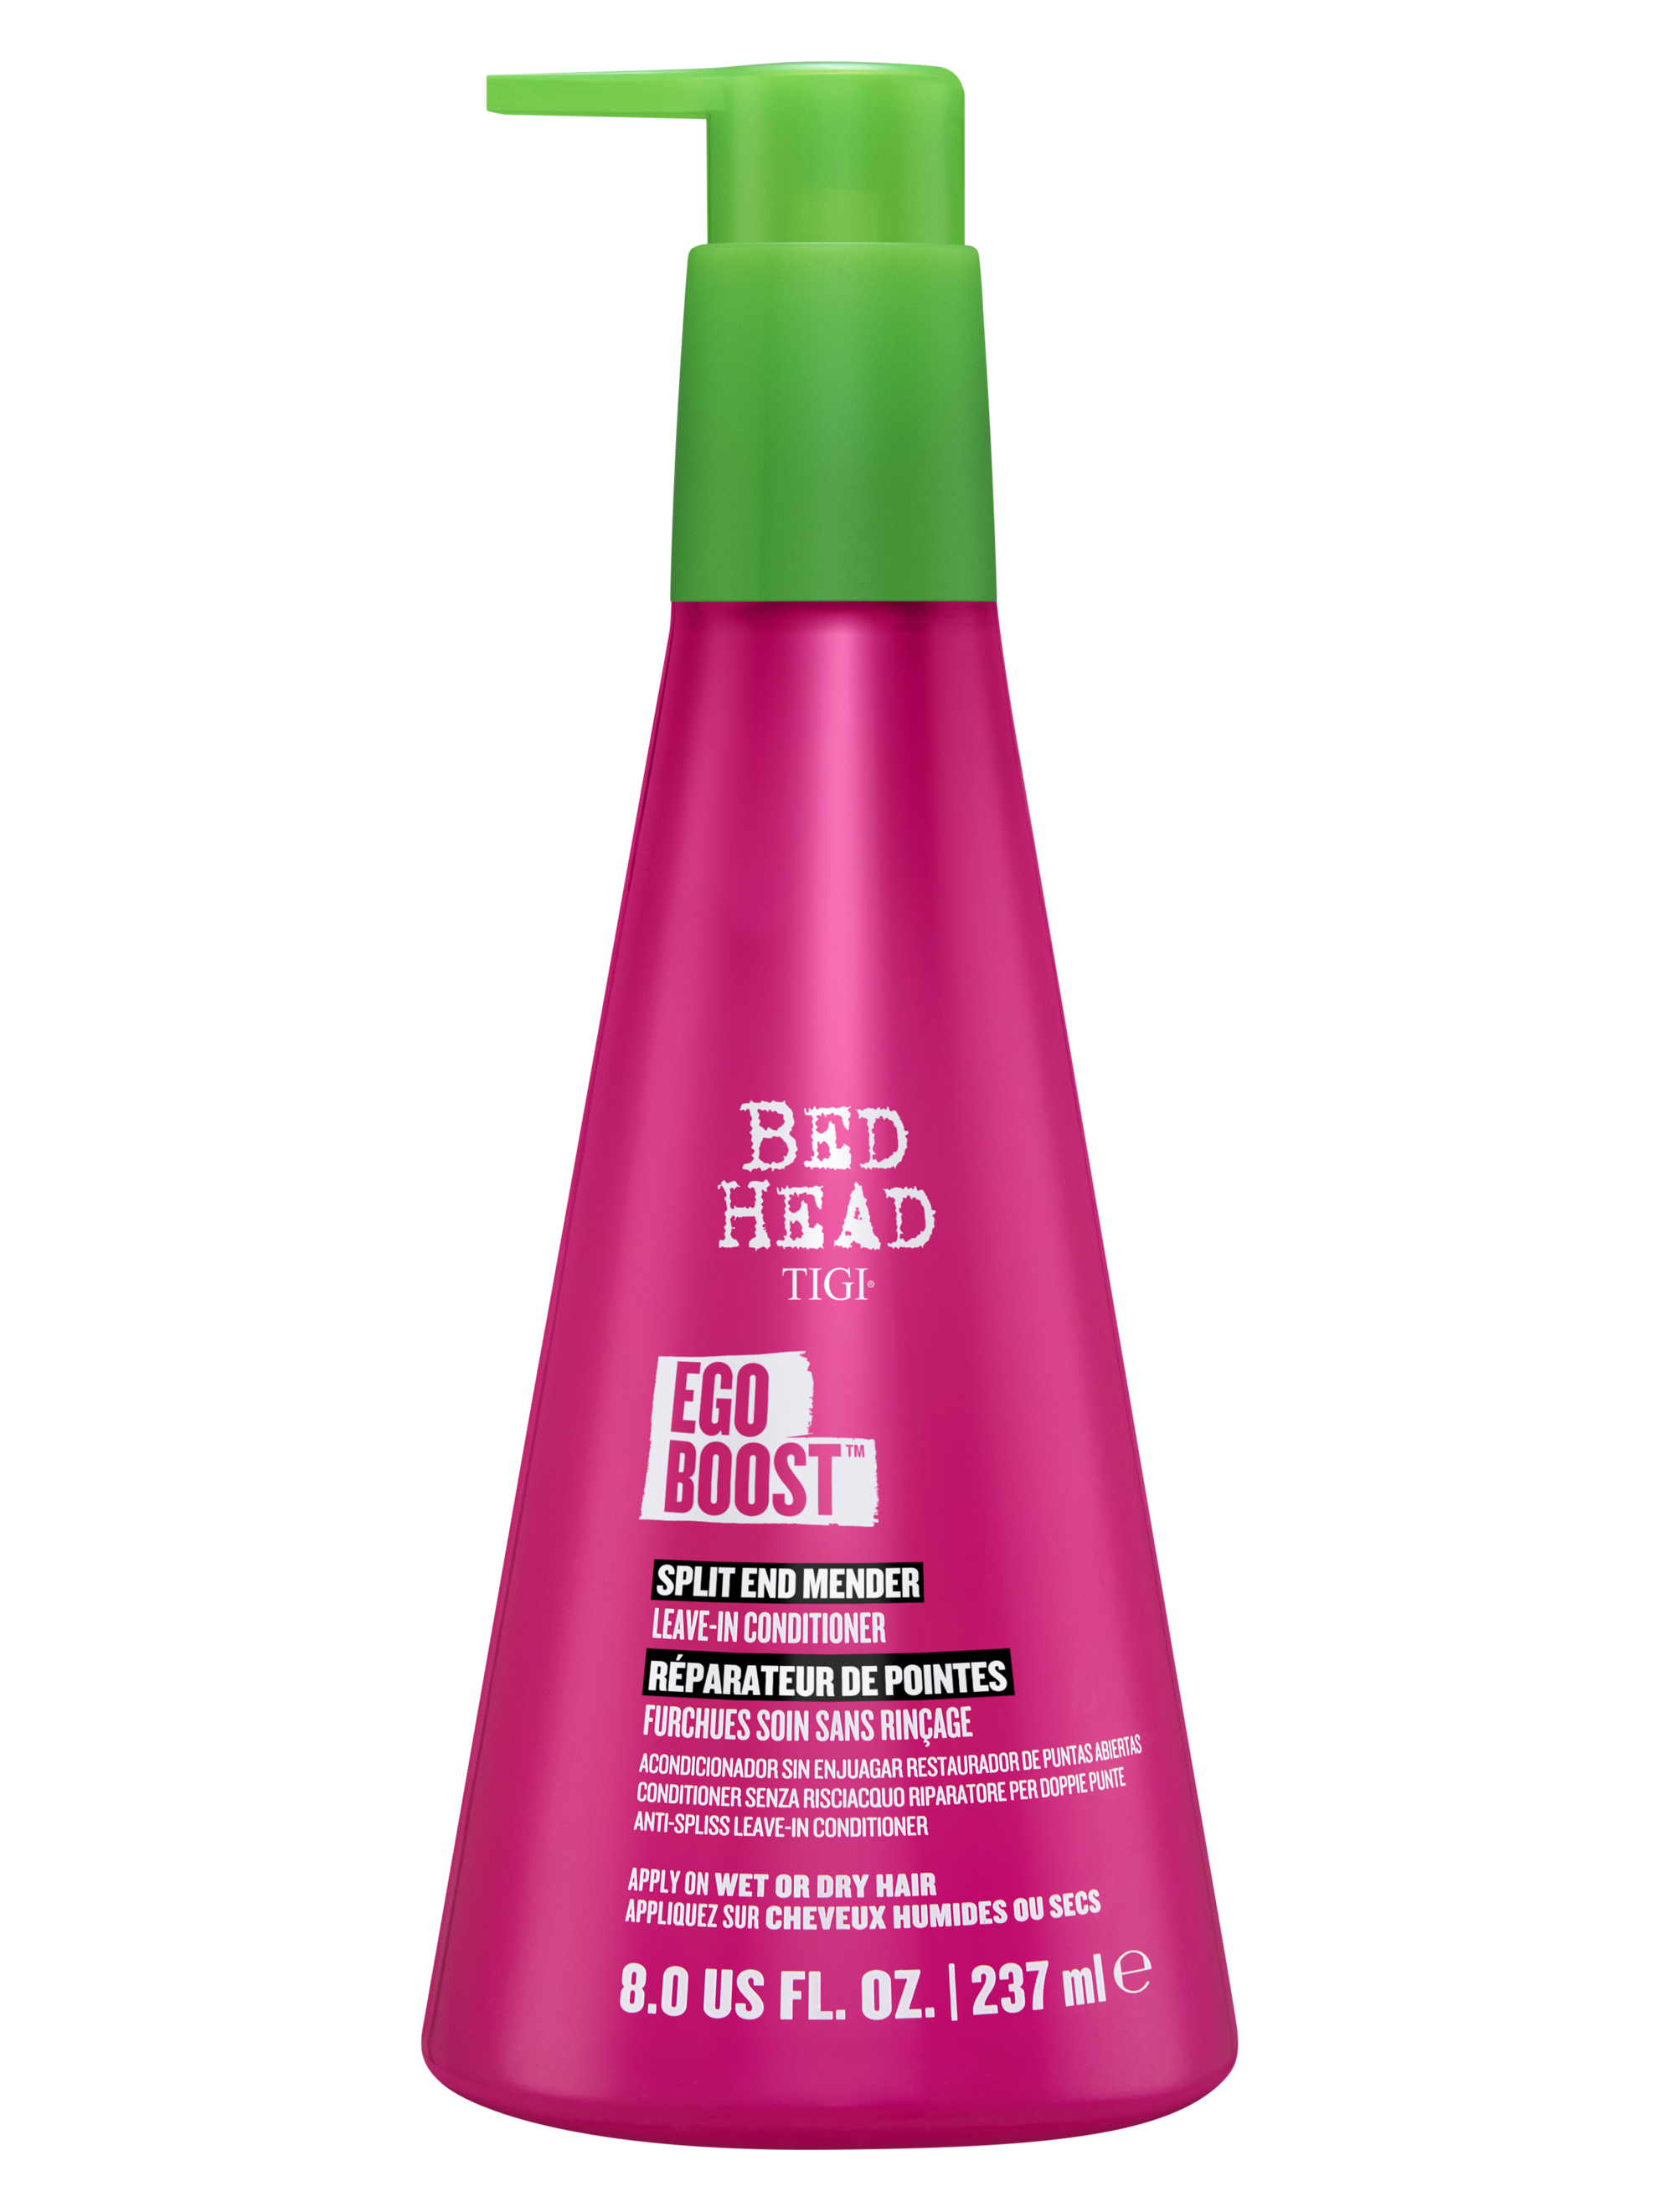 BED
HEAD
TIGI®
EGO
BOOST™
SPLIT END MENDER
LEAVE-IN CONDITIONER
RÉPARATEUR DE POINTES
FURCHUES SOIN SANS RINÇAGE
ACONDICIONADOR SIN ENJUAGAR RESTAURADOR DE PUNTAS ABIERTAS
CONDITIONER SENZA RISCIACQUO RIPARATORE PER DOPPIE PUNTE
ANTI-SPLISS LEAVE-IN CONDITIONER
APPLY ON WET OR DRY HAIR
APPLIQUEZ SUR CHEVEUX HUMIDES OU SECS
8.0 US FL. OZ. | 237 ml ℮